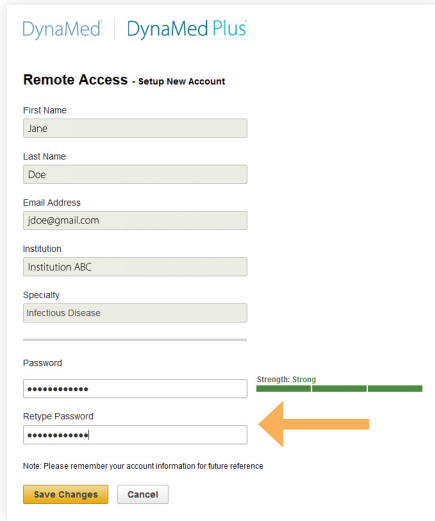 DynaMed DynaMed Plus
Remote Access - Setup New Account
First Name
Jane
Last Name
Doe
Email Address
jdoe@gmail.com
Institution
Institution ABC
Specialty
Infectious Disease
Password
Strength: Strong
••••••••••••
Retype Password
••••••••••••
Note: Please remember your account information for future reference
Save Changes Cancel